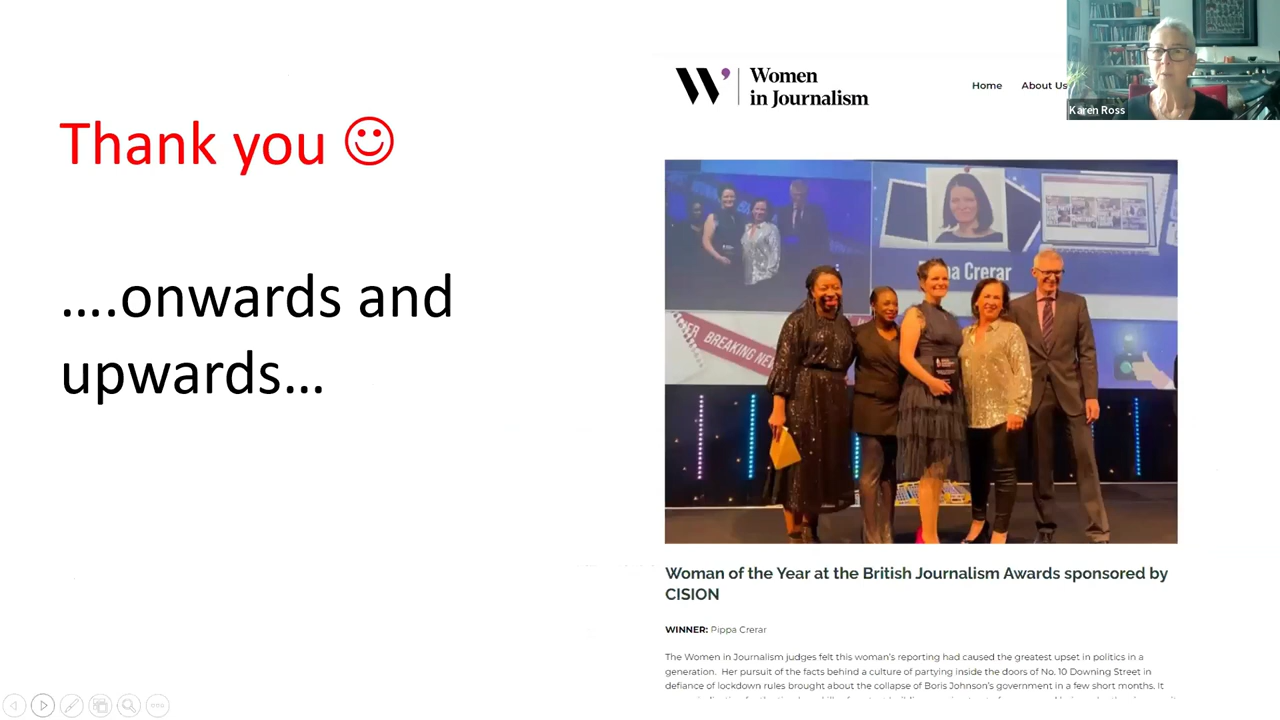 Thank you ☺
....onwards and
upwards...
Women
in Journalism
Home About Us
Karen Ross
Crerar
BREAKING NEW
Woman of the Year at the British Journalism Awards sponsored by
CISION
WINNER: Pippa Crerar
The Women in Journalism judges felt this woman's reporting had caused the greatest upset in politics in a
generation. Her pursuit of the facts behind a culture of partying inside the doors of No. 10 Downing Street in
defiance of lockdown rules brought about the collapse of Boris Johnson's government in a few short months. It